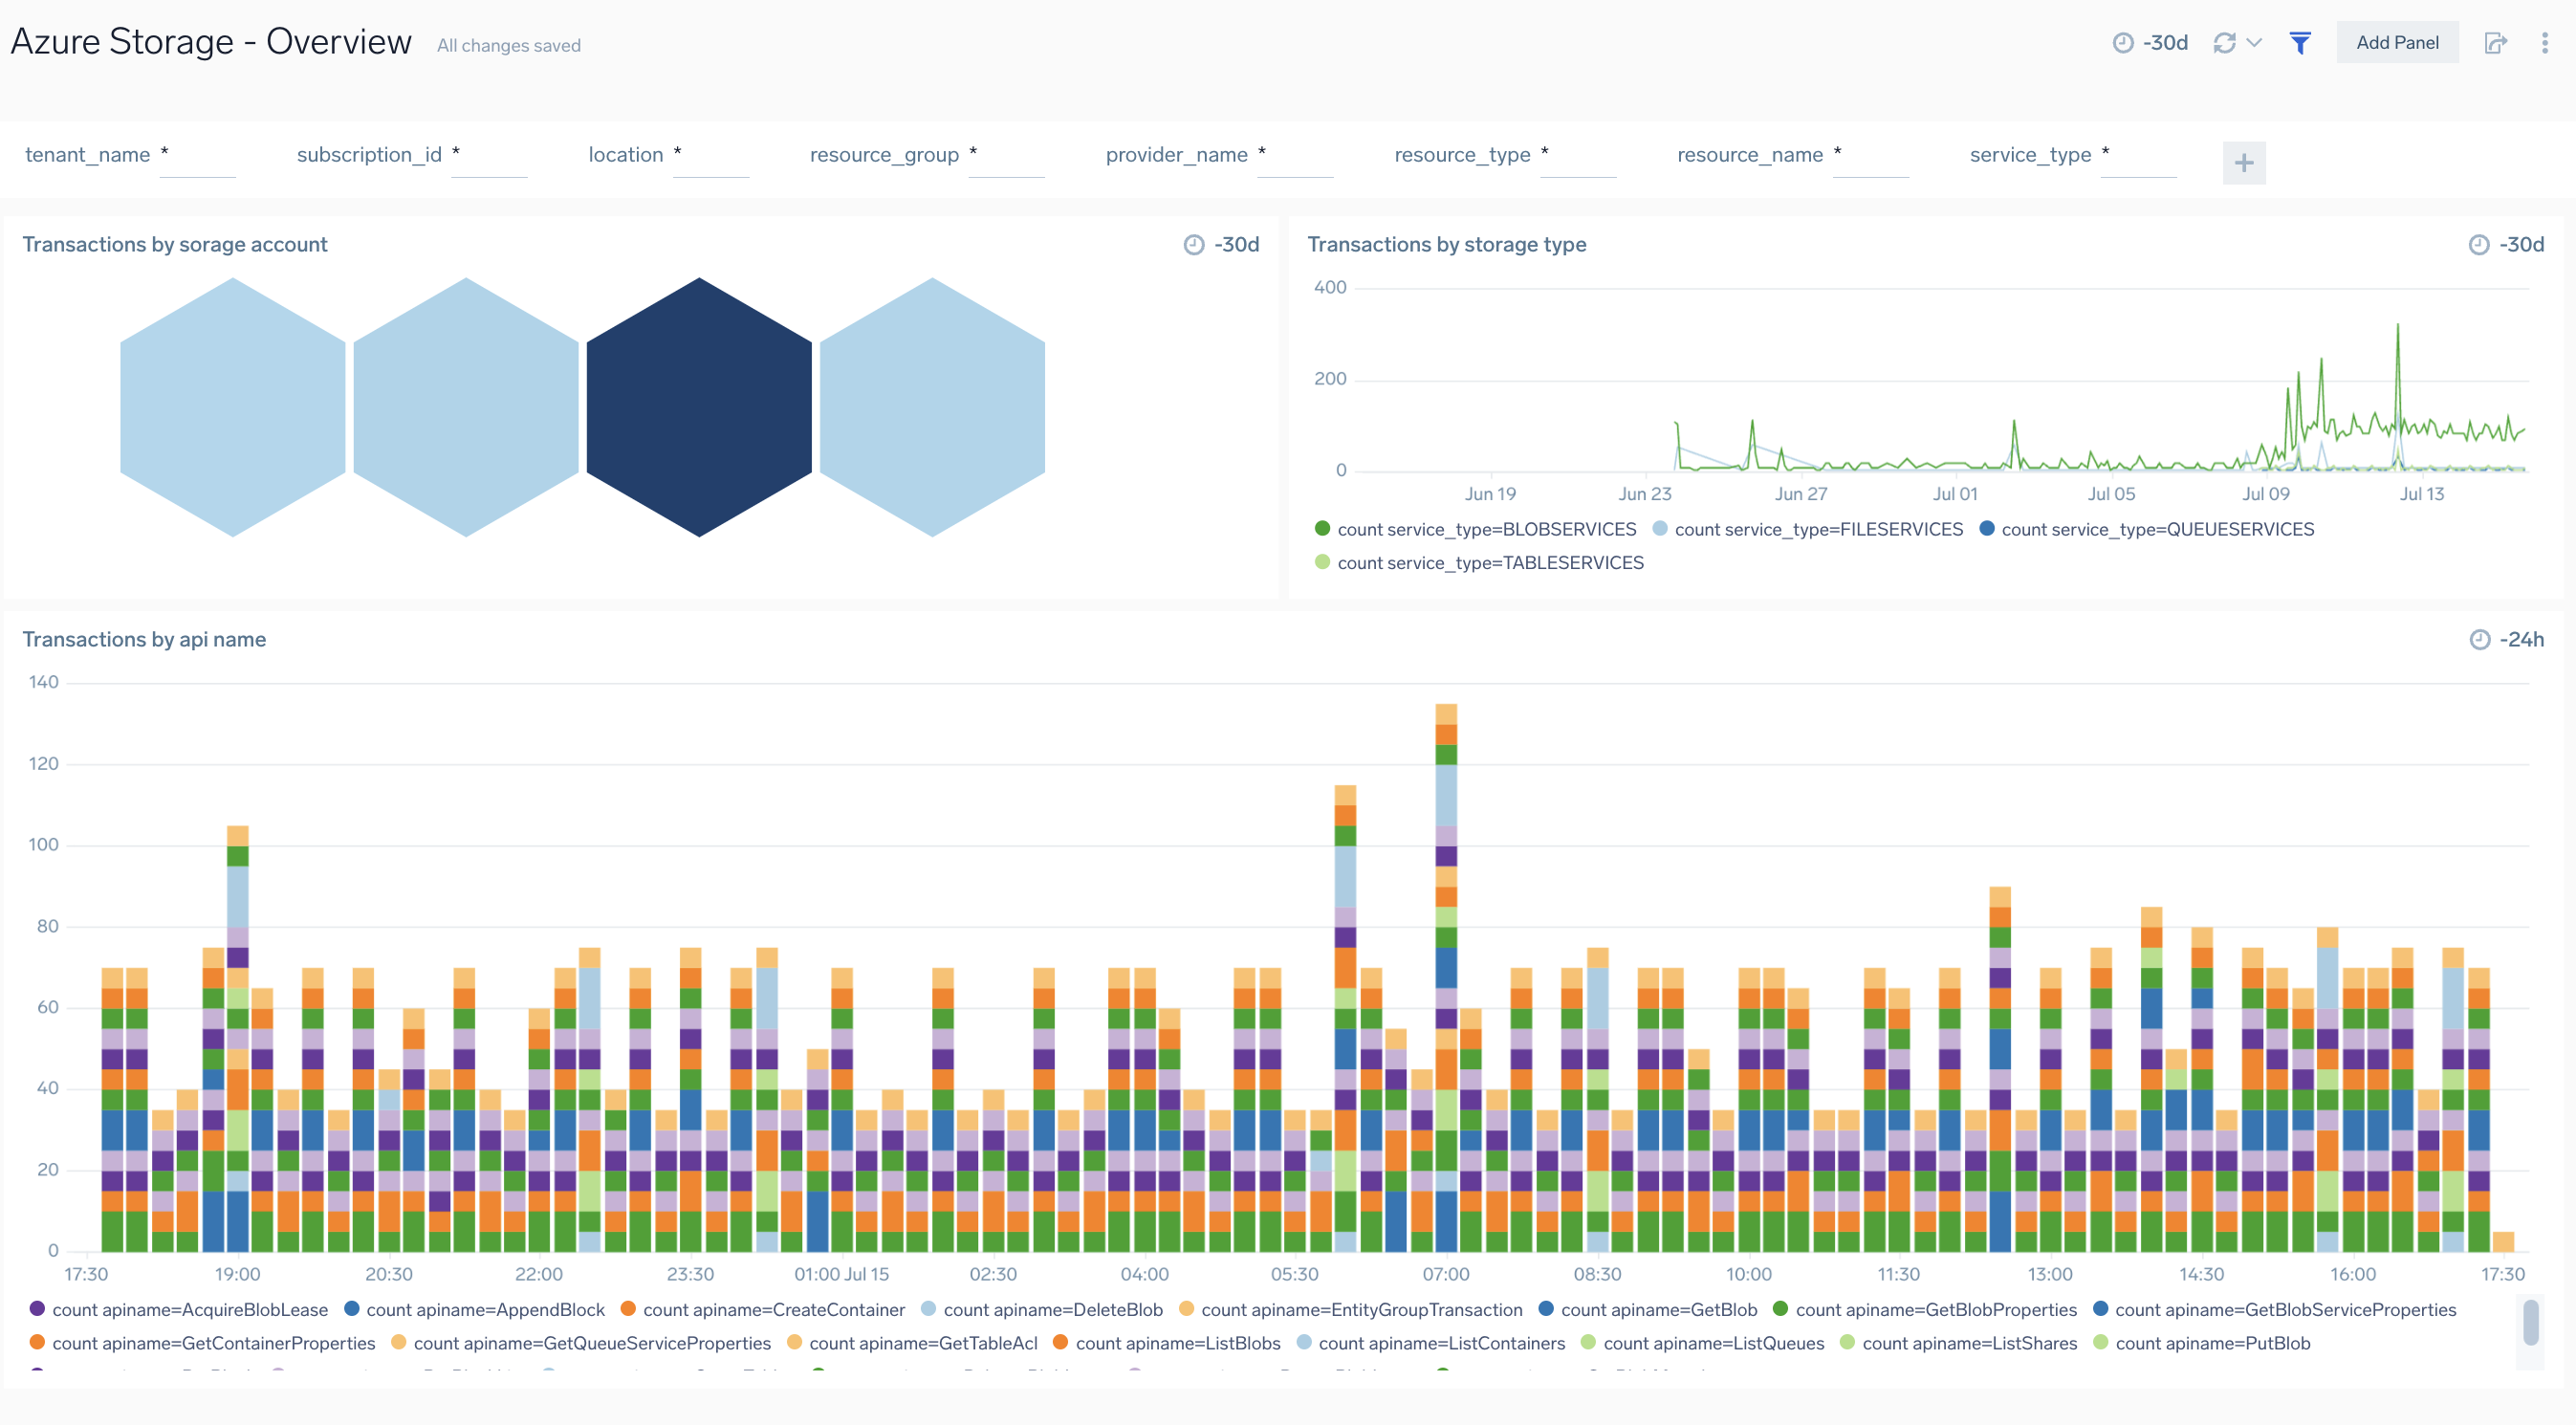 Azure Storage - Overview All changes saved -30d Add Panel
tenant_name * subscription_id * location * resource_group * provider_name * resource_type * resource_name * service_type * +
Transactions by sorage account -30d
Transactions by storage type -30d
400
200
0
Jun 19 Jun 23 Jun 27 Jul 01 Jul 05 Jul 09 Jul 13
count service_type=BLOBSERVICES count service_type=FILESERVICES count service_type=QUEUESERVICES
count service_type=TABLESERVICES
Transactions by api name -24h
140
120
100
80
60
40
20
0
17:30 19:00 20:30 22:00 23:30 01:00 Jul 15 02:30 04:00 05:30 07:00 08:30 10:00 11:30 13:00 14:30 16:00 17:30
count apiname=AcquireBlobLease count apiname=AppendBlock count apiname=CreateContainer count apiname=DeleteBlob count apiname=EntityGroupTransaction count apiname=GetBlob count apiname=GetBlobProperties count apiname=GetBlobServiceProperties
count apiname=GetContainerProperties count apiname=GetQueueServiceProperties count apiname=GetTableAcl count apiname=ListBlobs count apiname=ListContainers count apiname=ListQueues count apiname=ListShares count apiname=PutBlob